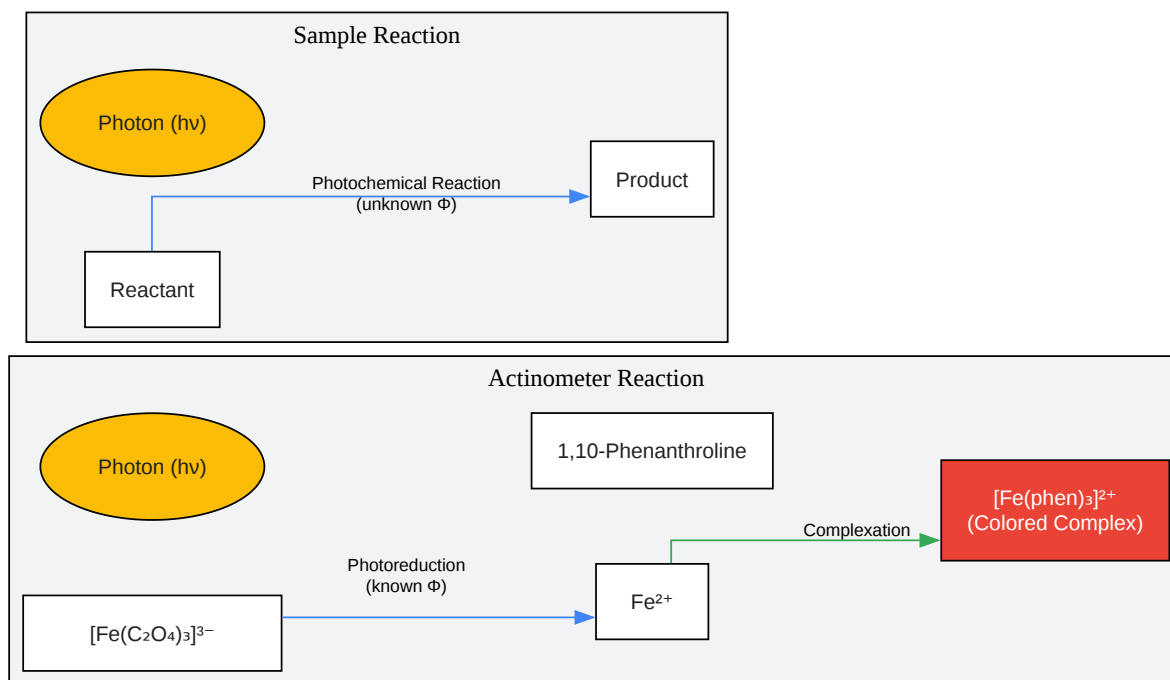 Sample Reaction
Photon (hν)
Photochemical Reaction
(unknown Φ)
Product
Reactant
Actinometer Reaction
Photon (hν)
1,10-Phenanthroline
[Fe(phen)₃]²⁺
(Colored Complex)
Complexation
Photoreduction
(known Φ)
Fe²⁺
[Fe(C₂O₄)₃]³⁻